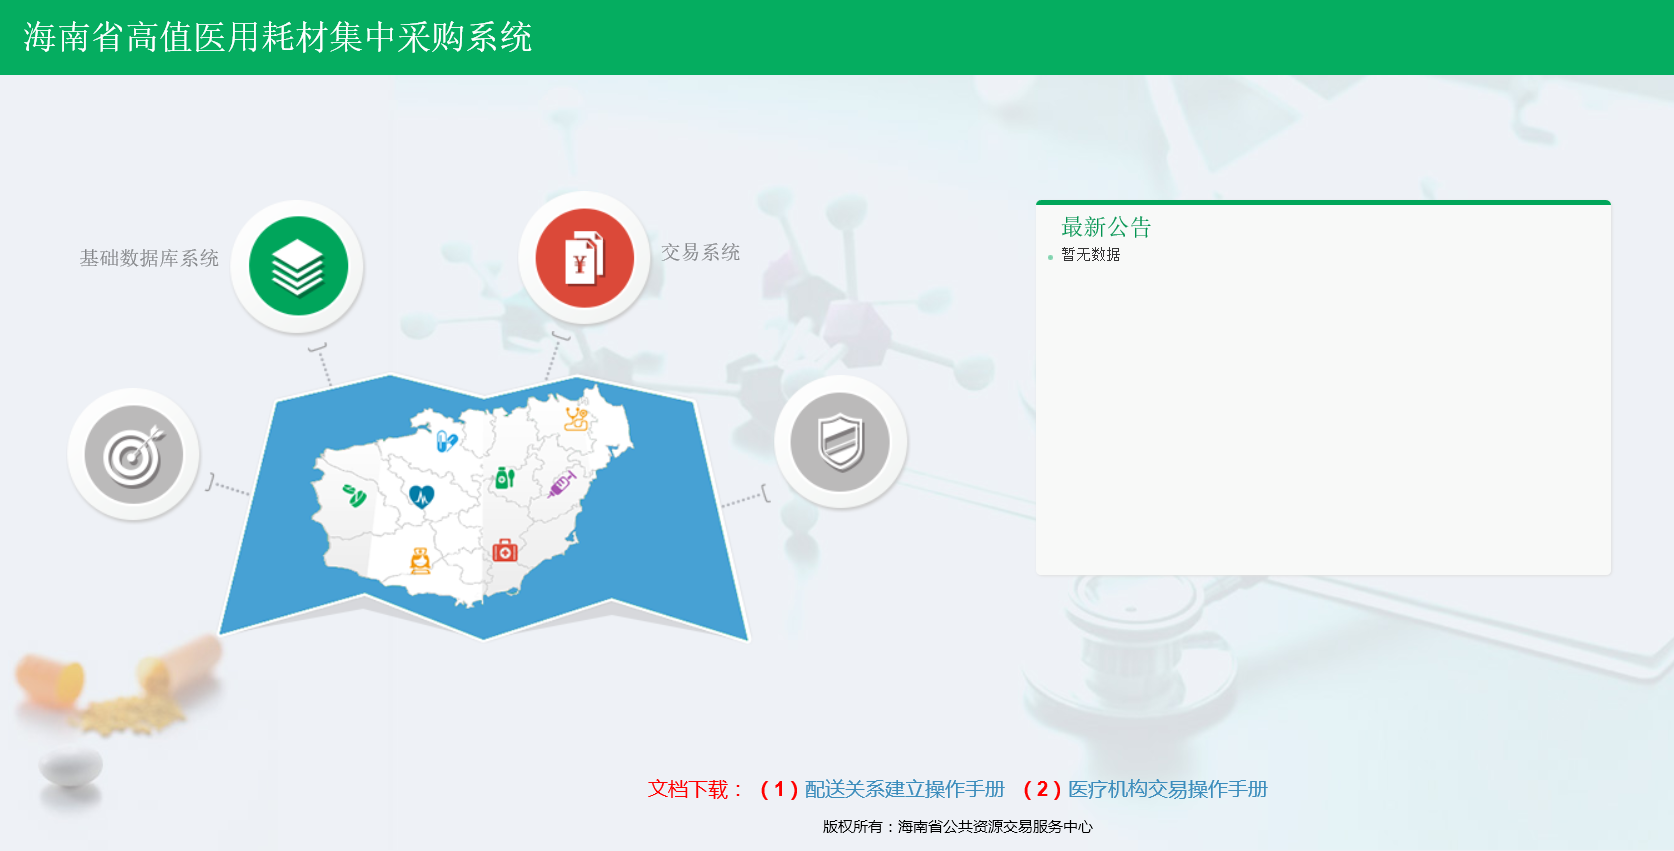 海南省高值医用耗材集中采购系统
基础数据库系统
交易系统
¥
最新公告
暂无数据
文档下载：（1）配送关系建立操作手册 （2）医疗机构交易操作手册
版权所有：海南省公共资源交易服务中心